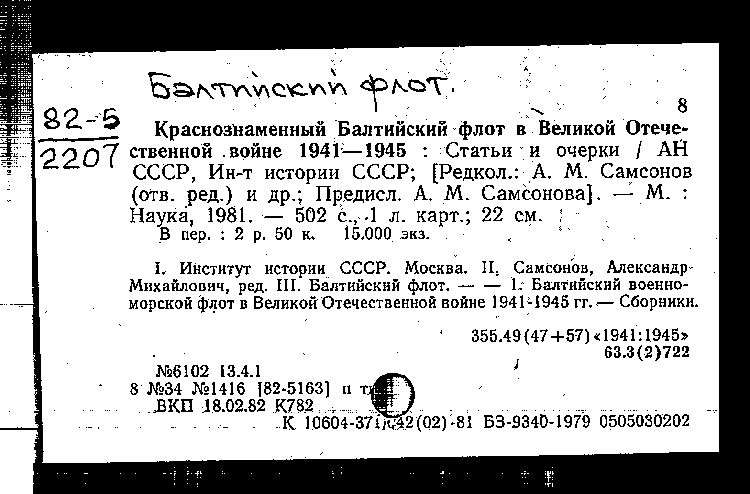 Балтийский флот.
8
82-5
2207
Краснознаменный Балтийский флот в Великой Отече-
ственной войне 1941—1945 : Статьи и очерки / АН
СССР, Ин-т истории СССР; [Редкол.: А. М. Самсонов
(отв. ред.) и др.; Предисл. А. М. Самсонова]. — М. :
Наука, 1981. — 502 с., 1 л. карт.; 22 см.
В пер. : 2 р. 50 к. 15.000 экз.
I. Институт истории СССР. Москва. II. Самсонов, Александр
Михайлович, ред. III. Балтийский флот. — — 1. Балтийский военно-
морской флот в Великой Отечественной войне 1941-1945 гг. — Сборники.
355.49(47+57)«1941:1945»
63.3(2)722
№6102 13.4.1
8 №34 №1416 [82-5163] п
ВКП 18.02.82 К782
К 10604-371 42(02)-81 БЗ-9340-1979 0505030202